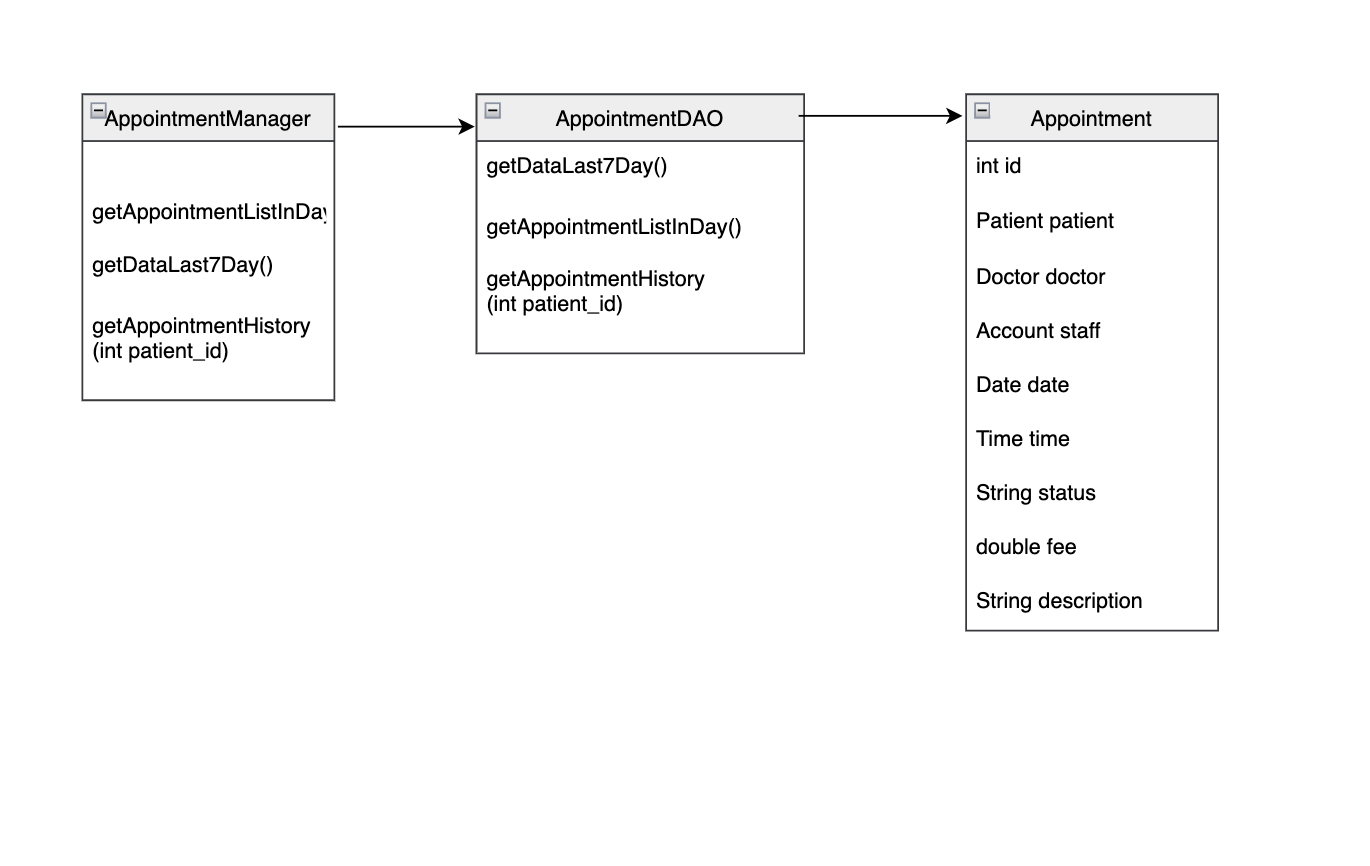 AppointmentManager
getAppointmentListInDay
getDataLast7Day()
getAppointmentHistory
(int patient_id)
AppointmentDAO
getDataLast7Day()
getAppointmentListInDay()
getAppointmentHistory
(int patient_id)
Appointment
int id
Patient patient
Doctor doctor
Account staff
Date date
Time time
String status
double fee
String description